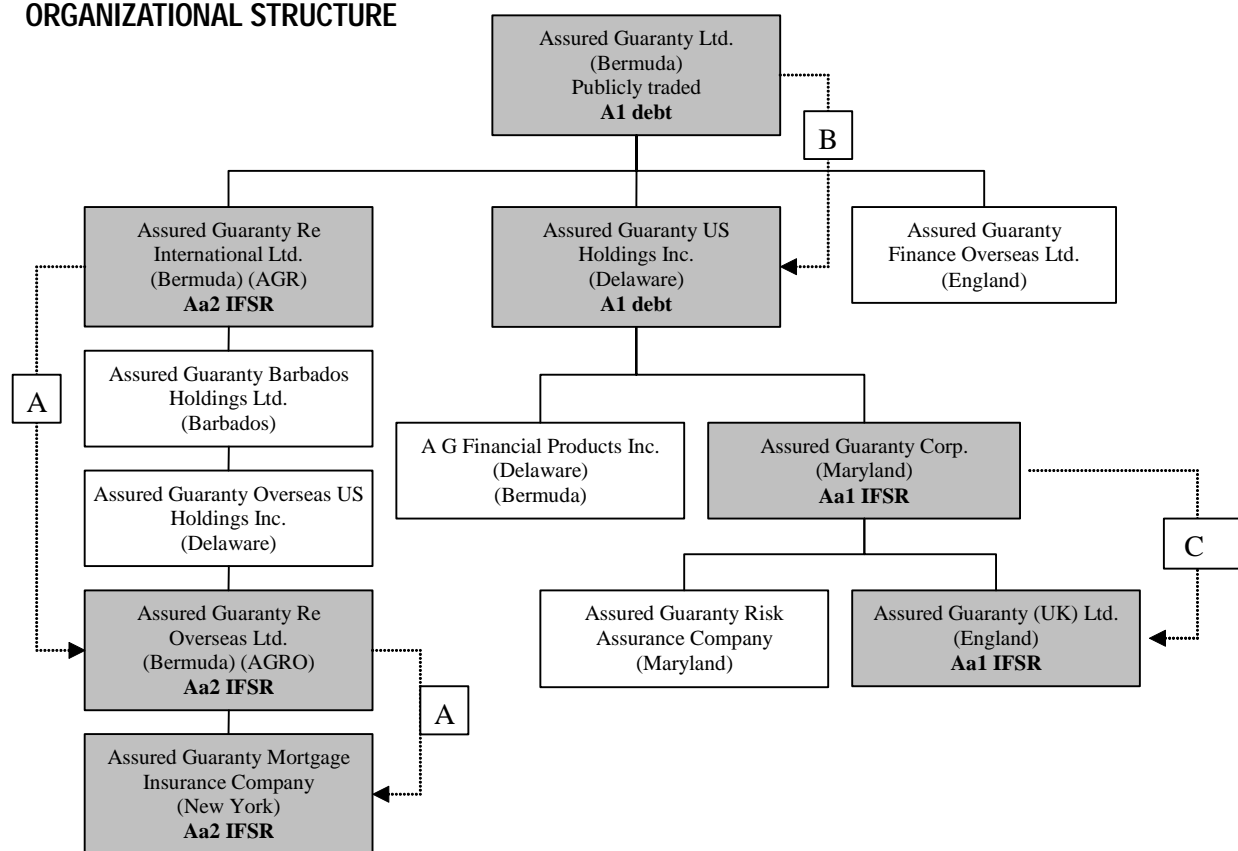 ORGANIZATIONAL STRUCTURE
Assured Guaranty Ltd.
(Bermuda)
Publicly traded
A1 debt
B
Assured Guaranty Re
International Ltd.
(Bermuda) (AGR)
Aa2 IFSR
Assured Guaranty US
Holdings Inc.
(Delaware)
A1 debt
Assured Guaranty
Finance Overseas Ltd.
(England)
A
Assured Guaranty Barbados
Holdings Ltd.
(Barbados)
A G Financial Products Inc.
(Delaware)
(Bermuda)
Assured Guaranty Corp.
(Maryland)
Aa1 IFSR
Assured Guaranty Overseas US
Holdings Inc.
(Delaware)
C
Assured Guaranty Re
Overseas Ltd.
(Bermuda) (AGRO)
Aa2 IFSR
Assured Guaranty Risk
Assurance Company
(Maryland)
Assured Guaranty (UK) Ltd.
(England)
Aa1 IFSR
A
Assured Guaranty Mortgage
Insurance Company
(New York)
Aa2 IFSR